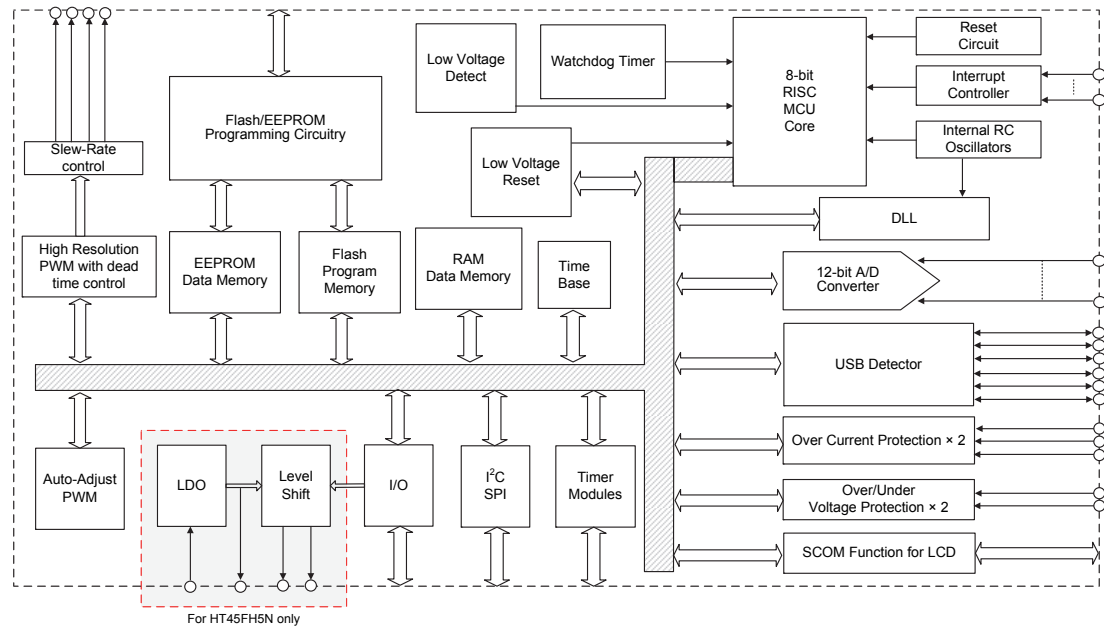 Reset
Circuit
Low Voltage
Detect
Watchdog Timer
8-bit
RISC
MCU
Core
Interrupt
Controller
Flash/EEPROM
Programming Circuitry
Internal RC
Oscillators
Slew-Rate
control
Low Voltage
Reset
DLL
High Resolution
PWM with dead
time control
EEPROM
Data Memory
Flash
Program
Memory
RAM
Data Memory
Time
Base
12-bit A/D
Converter
USB Detector
Auto-Adjust
PWM
LDO
Level
Shift
I/O
I²C
SPI
Timer
Modules
Over Current Protection × 2
Over/Under
Voltage Protection × 2
SCOM Function for LCD
For HT45FH5N only